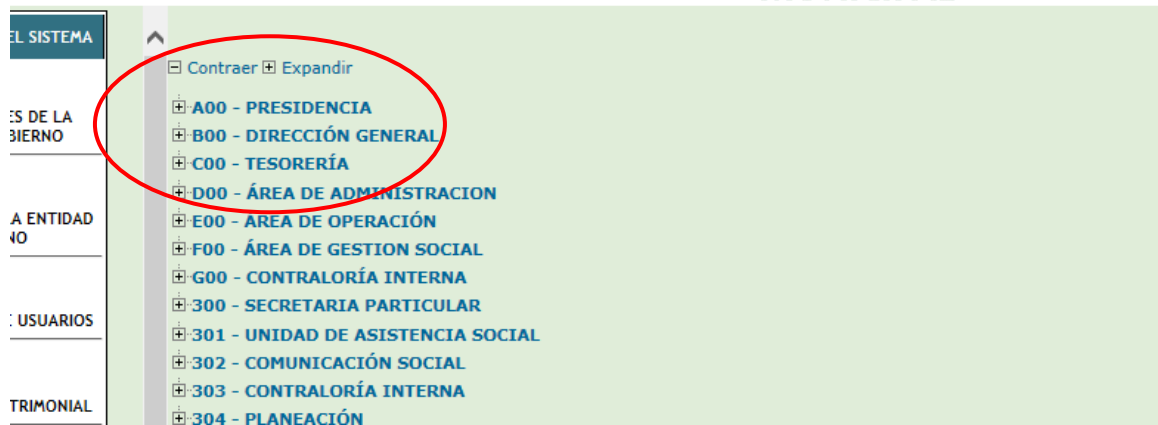 EL SISTEMA
ES DE LA
BIERNO
A ENTIDAD
NO
USUARIOS
TRIMONIAL
Contraer Expandir
A00 - PRESIDENCIA
B00 - DIRECCIÓN GENERAL
C00 - TESORERÍA
D00 - ÁREA DE ADMINISTRACION
E00 - AREA DE OPERACIÓN
F00 - ÁREA DE GESTION SOCIAL
G00 - CONTRALORÍA INTERNA
300 - SECRETARIA PARTICULAR
301 - UNIDAD DE ASISTENCIA SOCIAL
302 - COMUNICACIÓN SOCIAL
303 - CONTRALORÍA INTERNA
304 - PLANEACIÓN